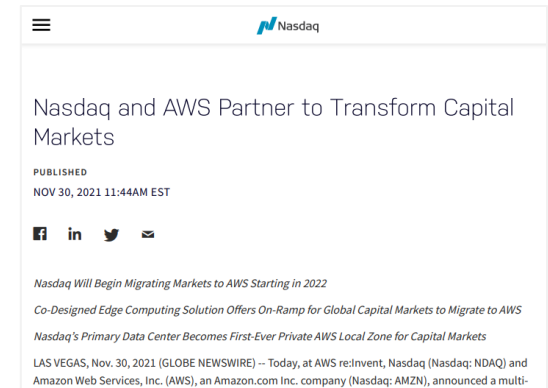 Nasdaq
Nasdaq and AWS Partner to Transform Capital
Markets
PUBLISHED
NOV 30, 2021 11:44AM EST
Nasdaq Will Begin Migrating Markets to AWS Starting in 2022
Co-Designed Edge Computing Solution Offers On-Ramp for Global Capital Markets to Migrate to AWS
Nasdaq's Primary Data Center Becomes First-Ever Private AWS Local Zone for Capital Markets
LAS VEGAS, Nov. 30, 2021 (GLOBE NEWSWIRE) -- Today, at AWS re:Invent, Nasdaq (Nasdaq: NDAQ) and
Amazon Web Services, Inc. (AWS), an Amazon.com Inc. company (Nasdaq: AMZN), announced a multi-